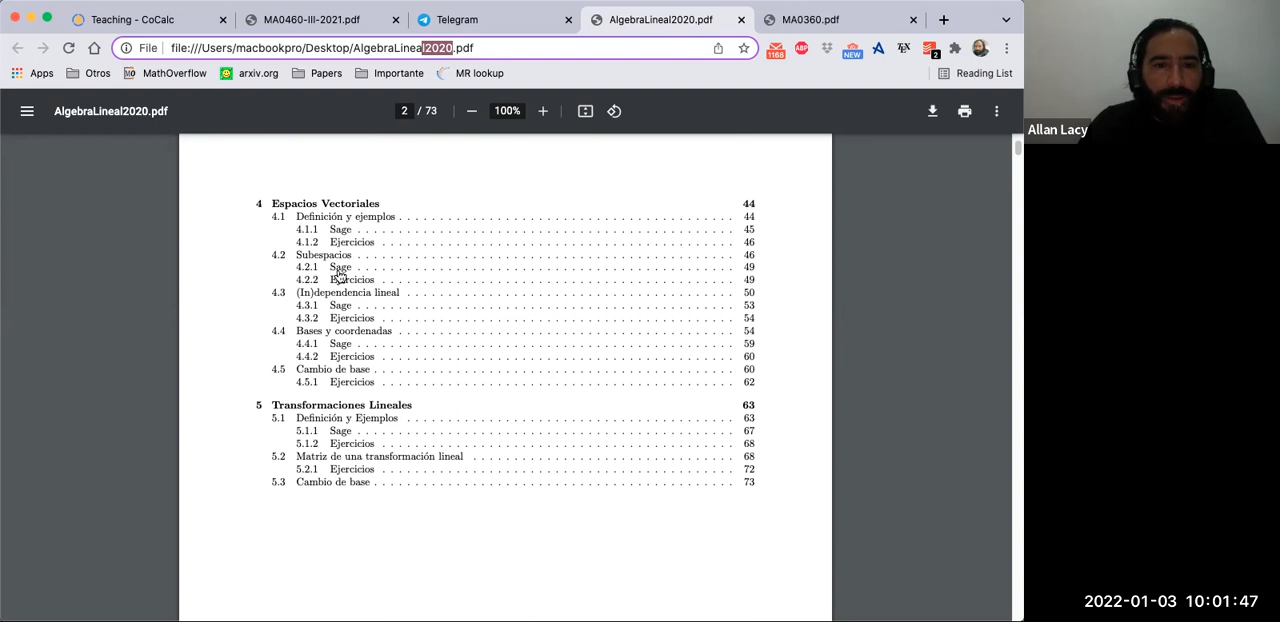 Teaching - CoCalc
MA0460-III-2021.pdf
Telegram
AlgebraLineal2020.pdf
MA0360.pdf
File
file:///Users/macbookpro/Desktop/AlgebraLineal2020.pdf
1168
ABP
NEW
2
Apps
Otros
MathOverflow
arxiv.org
Papers
Importante
MR lookup
Reading List
AlgebraLineal2020.pdf
2 / 73
100%
Allan Lacy
4 Espacios Vectoriales 44
4.1 Definición y ejemplos . . . . . . . . . . 44
4.1.1 Sage . . . . . . . . . . 45
4.1.2 Ejercicios . . . . . . . . . . 46
4.2 Subespacios . . . . . . . . . . 46
4.2.1 Sage . . . . . . . . . . 49
4.2.2 Ejercicios . . . . . . . . . . 49
4.3 (In)dependencia lineal . . . . . . . . . . 50
4.3.1 Sage . . . . . . . . . . 53
4.3.2 Ejercicios . . . . . . . . . . 54
4.4 Bases y coordenadas . . . . . . . . . . 54
4.4.1 Sage . . . . . . . . . . 59
4.4.2 Ejercicios . . . . . . . . . . 60
4.5 Cambio de base . . . . . . . . . . 60
4.5.1 Ejercicios . . . . . . . . . . 62
5 Transformaciones Lineales 63
5.1 Definición y Ejemplos . . . . . . . . . . 63
5.1.1 Sage . . . . . . . . . . 67
5.1.2 Ejercicios . . . . . . . . . . 68
5.2 Matriz de una transformación lineal . . . . . . . . . . 68
5.2.1 Ejercicios . . . . . . . . . . 72
5.3 Cambio de base . . . . . . . . . . 73
2022-01-03 10:01:47